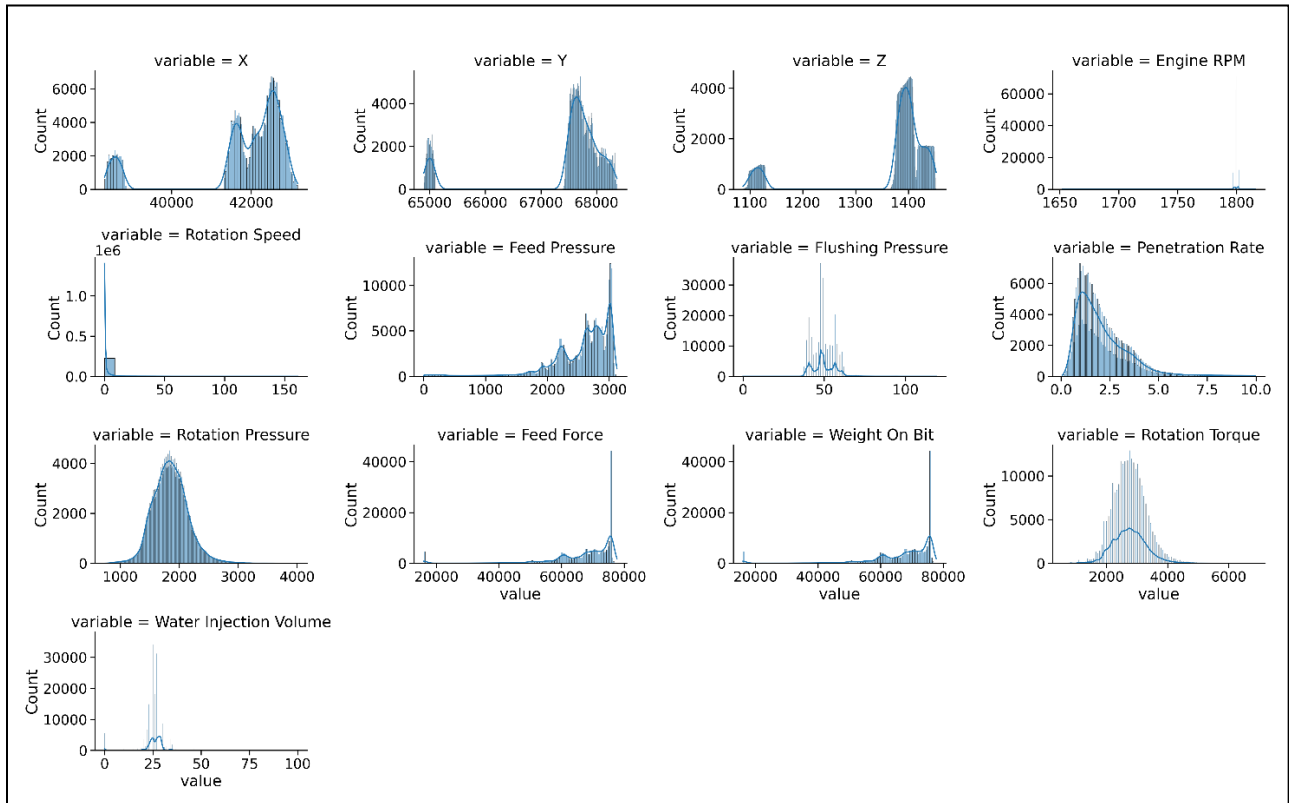 variable = X
variable = Y
variable = Z
variable = Engine RPM
Count
6000
4000
2000
0
40000 42000
Count
4000
2000
0
65000 66000 67000 68000
Count
4000
2000
0
1100 1200 1300 1400
Count
60000
40000
20000
0
1650 1700 1750 1800
variable = Rotation Speed
variable = Feed Pressure
variable = Flushing Pressure
variable = Penetration Rate
1e6
Count
1.0
0.5
0.0
0 50 100 150
Count
10000
5000
0
0 1000 2000 3000
Count
30000
20000
10000
0
0 50 100
Count
6000
4000
2000
0
0.0 2.5 5.0 7.5 10.0
variable = Rotation Pressure
variable = Feed Force
variable = Weight On Bit
variable = Rotation Torque
Count
4000
2000
0
1000 2000 3000 4000
Count
40000
20000
0
20000 40000 60000 80000
value
Count
40000
20000
0
20000 40000 60000 80000
value
Count
10000
5000
0
2000 4000 6000
value
variable = Water Injection Volume
Count
30000
20000
10000
0
0 25 50 75 100
value